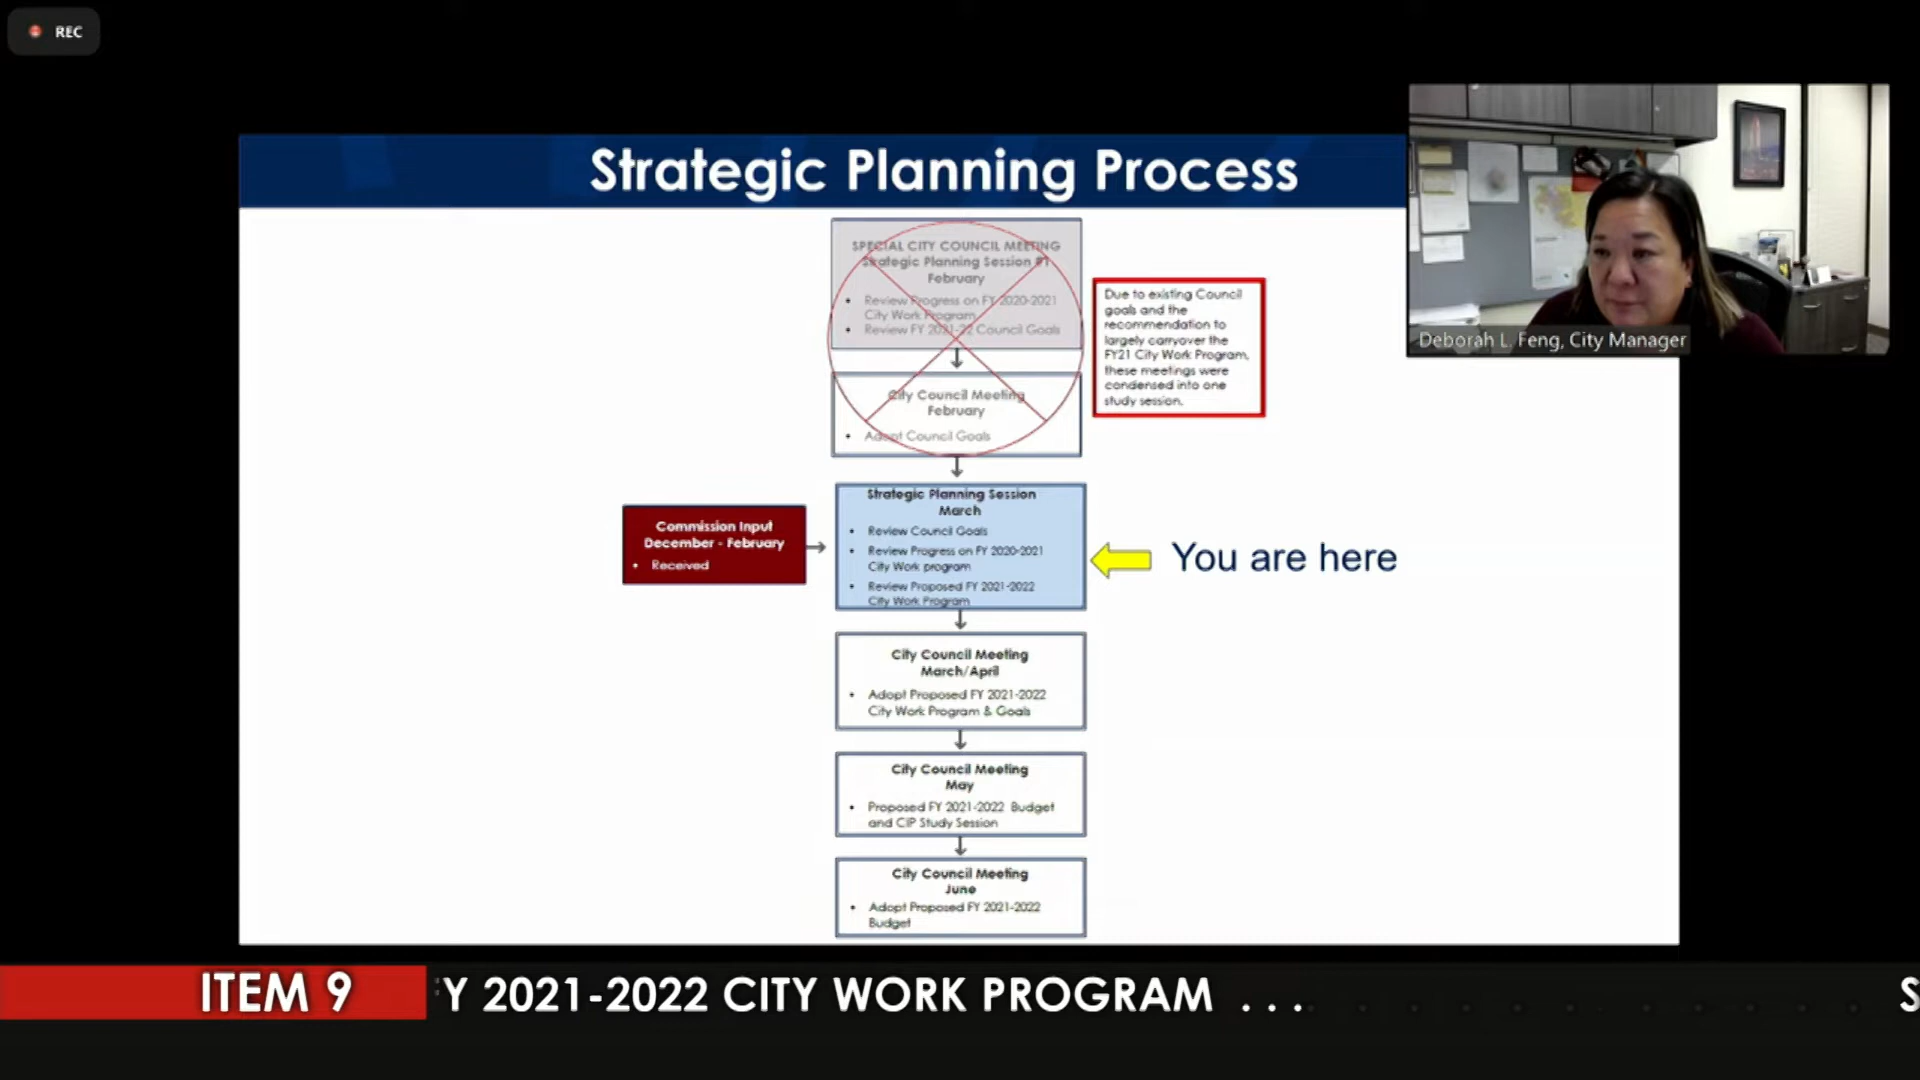 REC
Strategic Planning Process
SPECIAL CITY COUNCIL MEETING
Strategic Planning Session #1
February
• Review Progress on FY 2020-2021
City Work Program
• Review FY 2021-22 Council Goals
City Council Meeting
February
• Adopt Council Goals
Due to existing Council
goals and the
recommendation to
largely carryover the
FY21 City Work Program,
these meetings were
condensed into one
study session.
Deborah L. Feng, City Manager
Commission Input
December - February
• Received
Strategic Planning Session
March
• Review Council Goals
• Review Progress on FY 2020-2021
City Work program
• Review Proposed FY 2021-2022
City Work Program
You are here
City Council Meeting
March/April
• Adopt Proposed FY 2021-2022
City Work Program & Goals
City Council Meeting
May
• Proposed FY 2021-2022 Budget
and CIP Study Session
City Council Meeting
June
• Adopt Proposed FY 2021-2022
Budget
ITEM 9
Y 2021-2022 CITY WORK PROGRAM . . . S